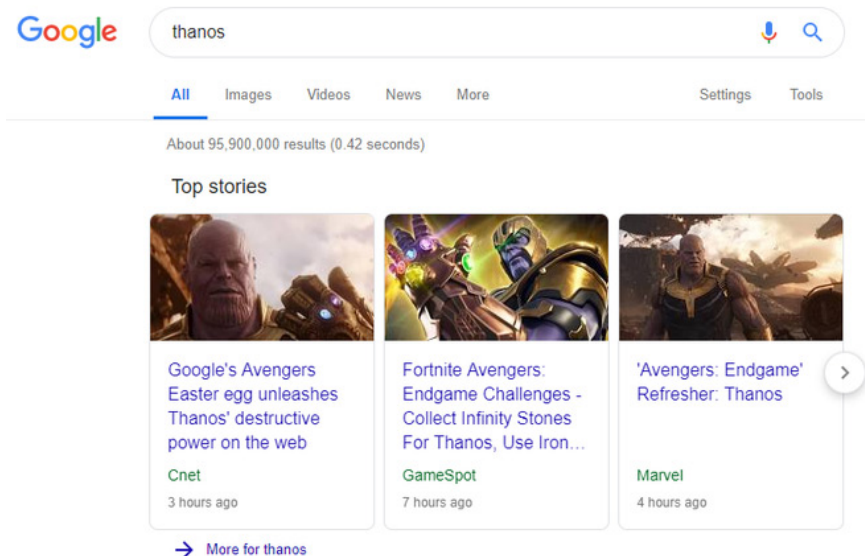 Google
thanos
All Images Videos News More Settings Tools
About 95,900,000 results (0.42 seconds)
Top stories
Google's Avengers
Easter egg unleashes
Thanos' destructive
power on the web
Cnet
3 hours ago
Fortnite Avengers:
Endgame Challenges -
Collect Infinity Stones
For Thanos, Use Iron...
GameSpot
7 hours ago
'Avengers: Endgame'
Refresher: Thanos
Marvel
4 hours ago
More for thanos